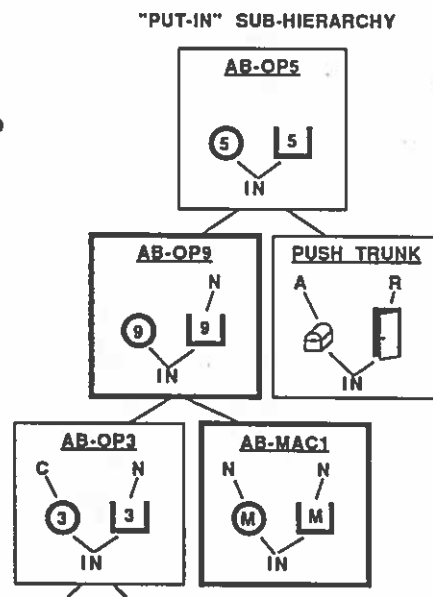 "PUT-IN" SUB-HIERARCHY
AB-OP5
5 5
IN
AB-OP9
N
9 9
IN
PUSH TRUNK
A R
IN
AB-OP3
C N
3 3
IN
AB-MAC1
N N
M M
IN